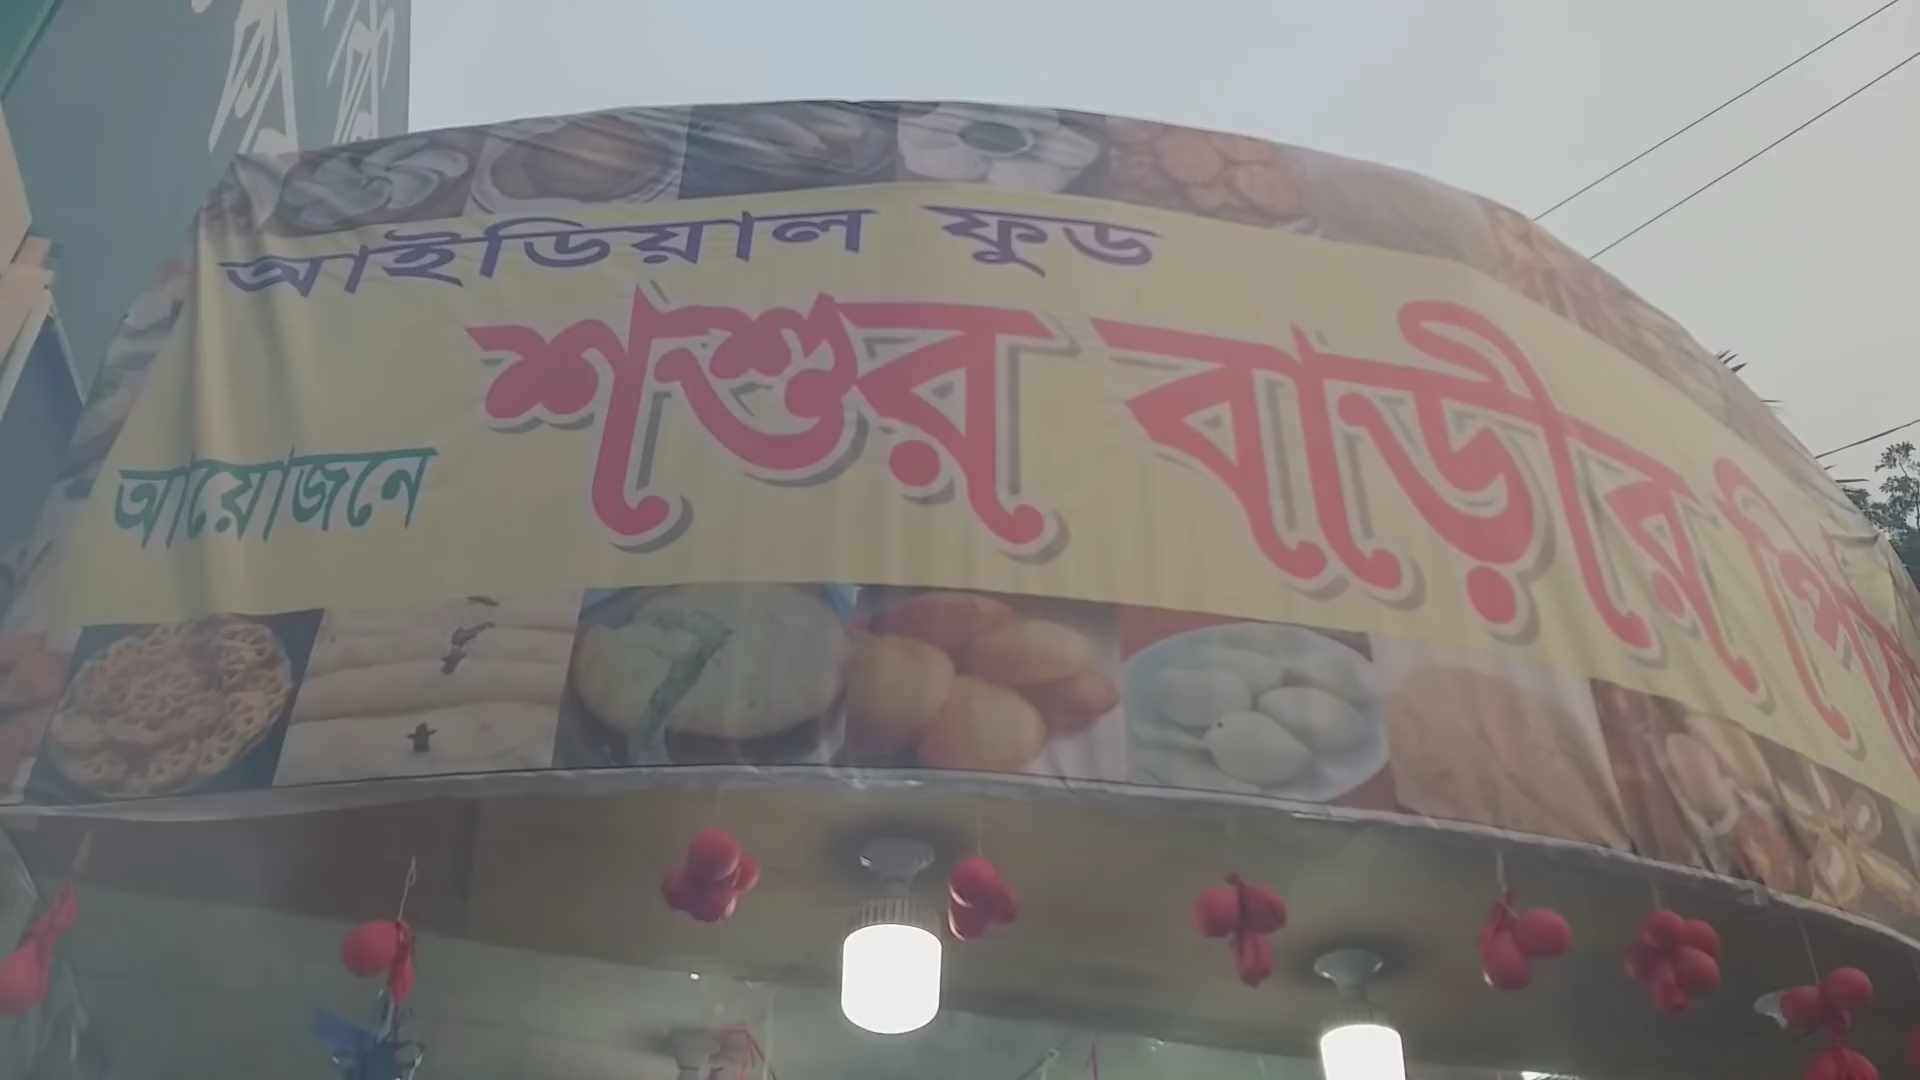 আইডিয়াল ফুড
শশুর বাড়ীর
আয়োজনে